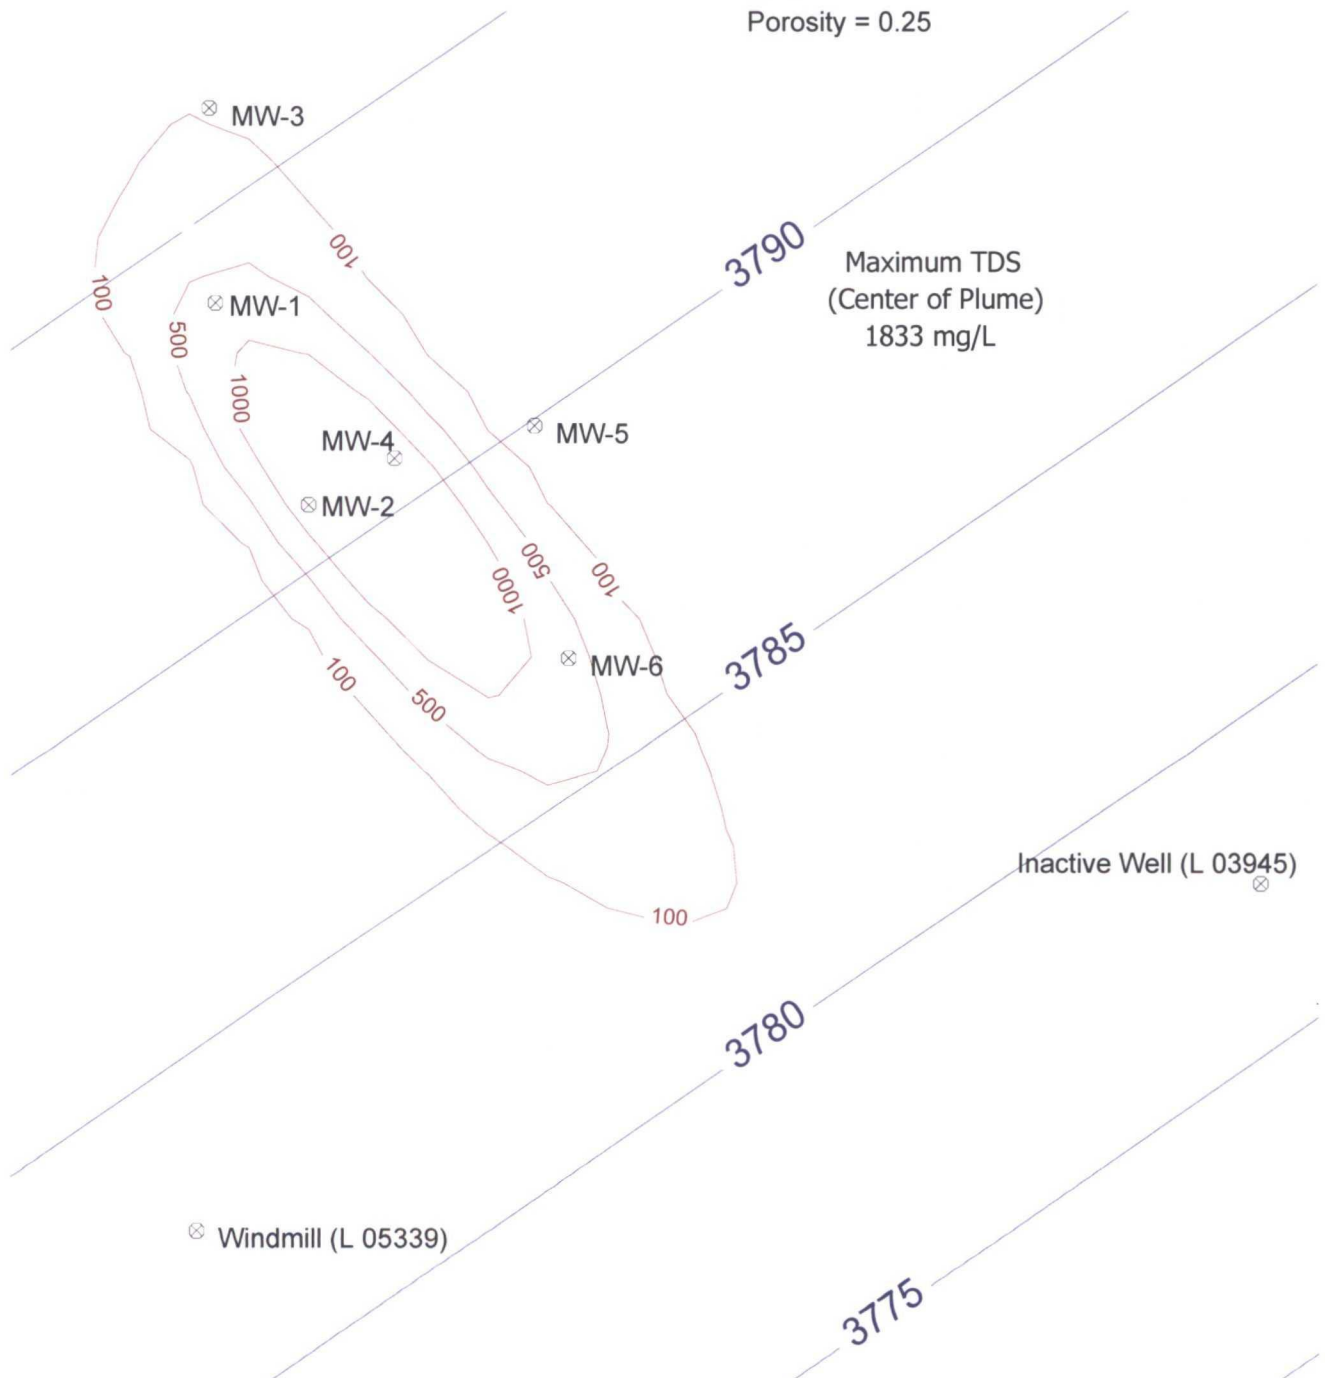 Porosity = 0.25
MW-3
3790
100
Maximum TDS
(Center of Plume)
1833 mg/L
100
MW-1
500
1000
MW-4
MW-5
MW-2
500
100
1000
3785
MW-6
100
500
Inactive Well (L 03945)
100
3780
Windmill (L 05339)
3775